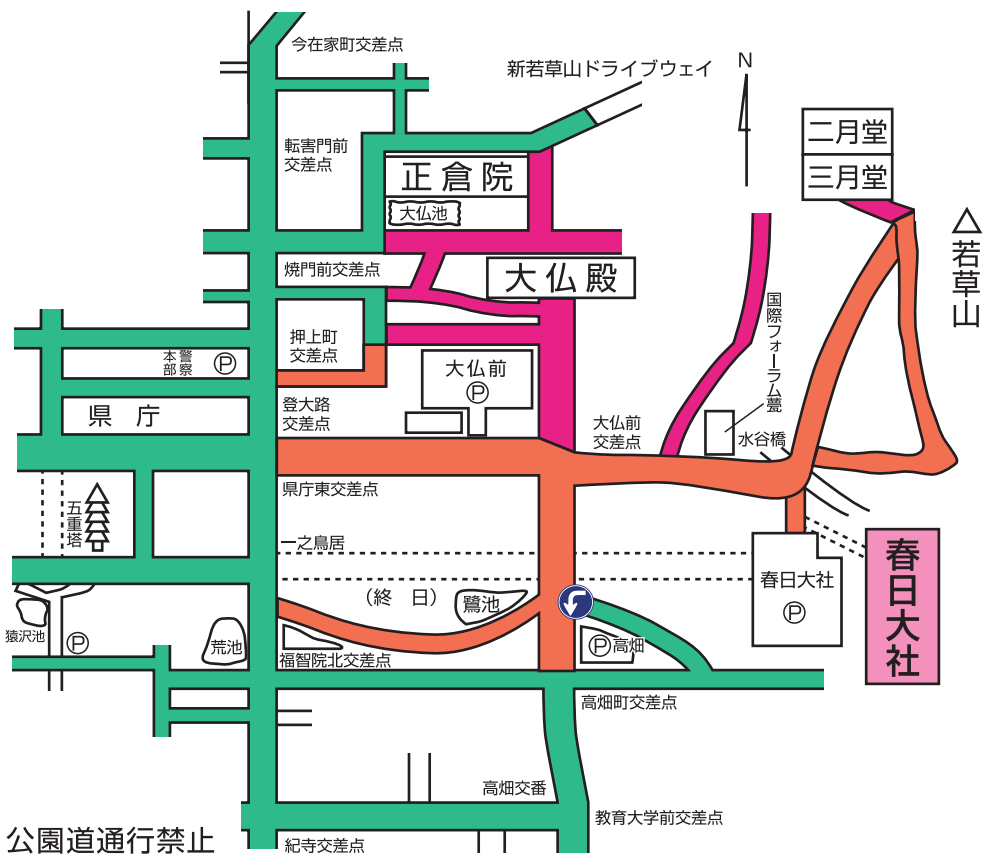 今在家町交差点
新若草山ドライブウェイ
N
二月堂
三月堂
転害門前
交差点
正倉院
大仏池
若草山
焼門前交差点
大仏殿
国際フォーラム甍
押上町
交差点
本部
警察
P
大仏前
P
県庁
登大路
交差点
大仏前
交差点
水谷橋
県庁東交差点
五重塔
一之鳥居
春日大社
P
春日大社
(終 日)
鷺池
猿沢池
P
荒池
福智院北交差点
P高畑
高畑町交差点
高畑交番
教育大学前交差点
公園道通行禁止
紀寺交差点